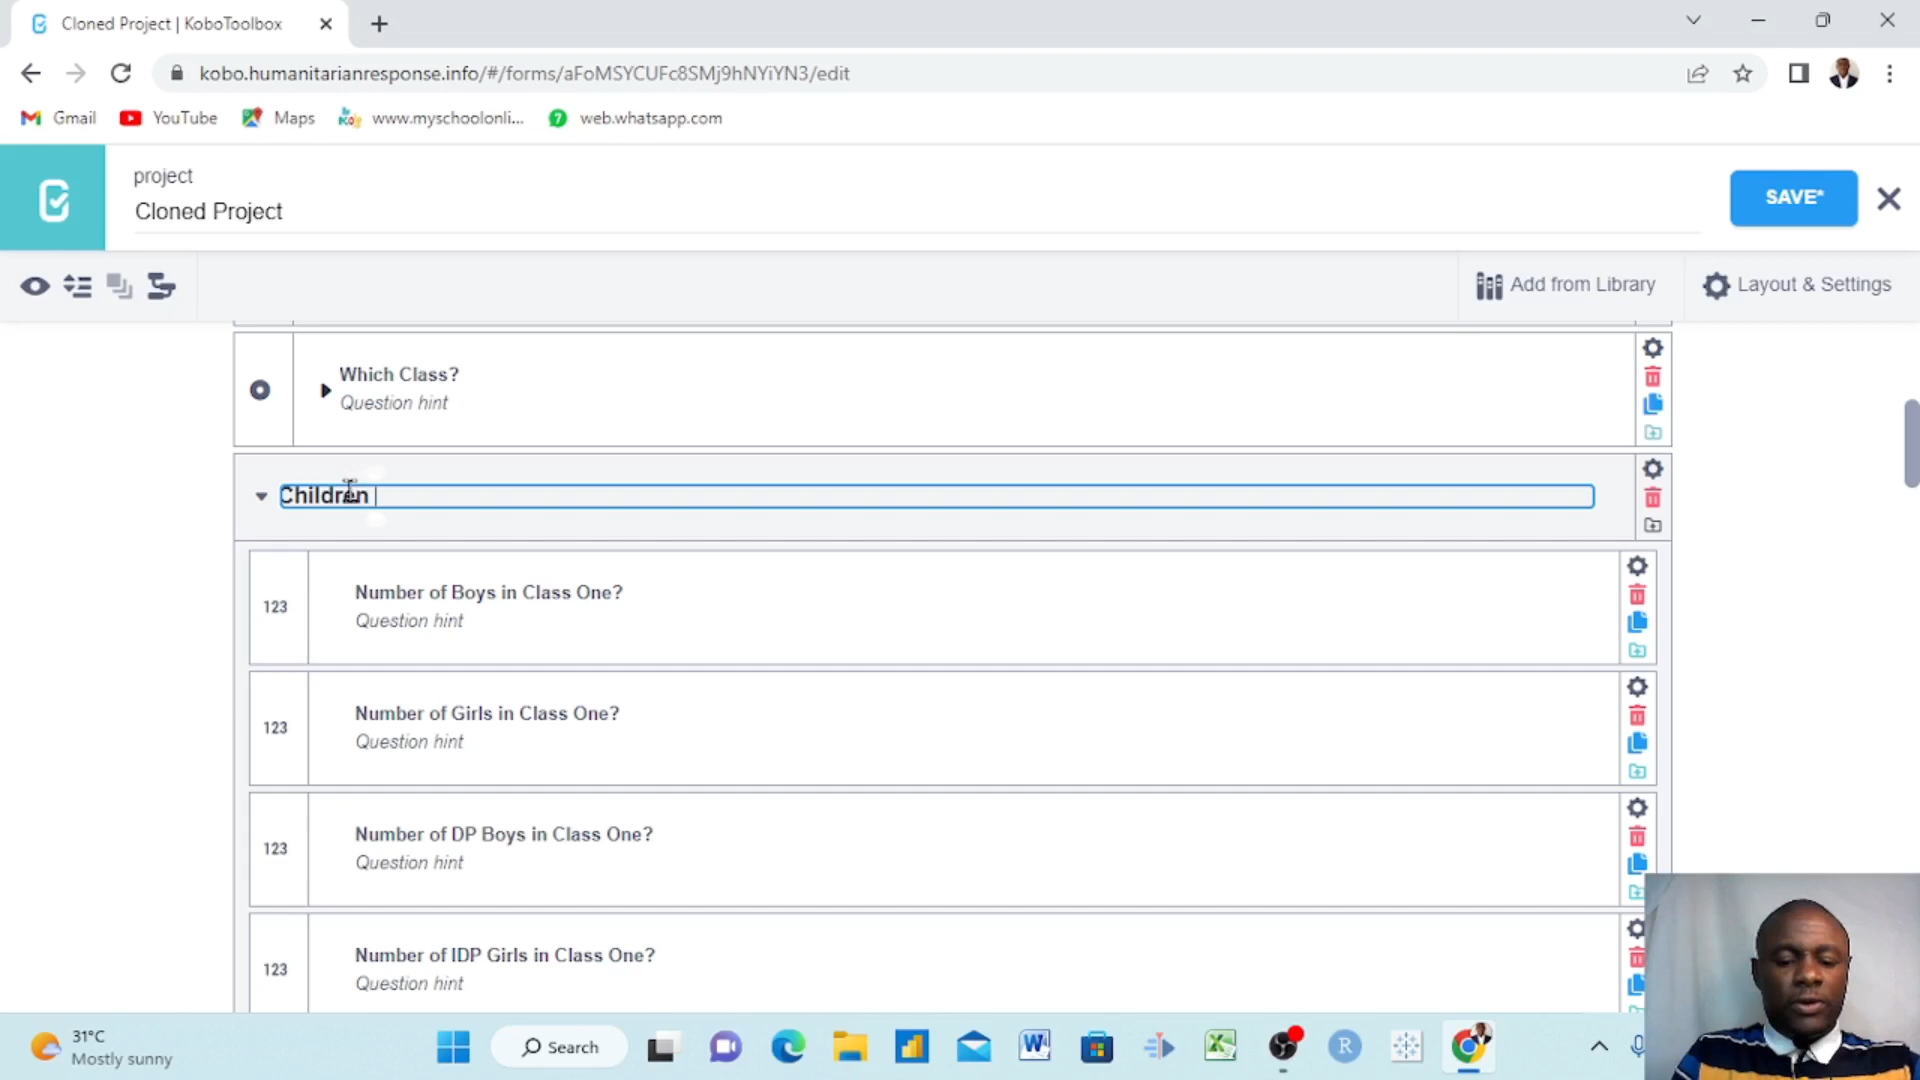 Cloned Project | KoboToolbox
kobo.humanitarianresponse.info/#/forms/aFoMSYCUFc8SMj9hNYiYN3/edit
Gmail YouTube Maps www.myschoolonli... 7 web.whatsapp.com
project
Cloned Project
SAVE*
Add from Library
Layout & Settings
Which Class?
Question hint
Children
123
Number of Boys in Class One?
Question hint
123
Number of Girls in Class One?
Question hint
123
Number of DP Boys in Class One?
Question hint
123
Number of IDP Girls in Class One?
Question hint
31°C
Mostly sunny
Search
W
R